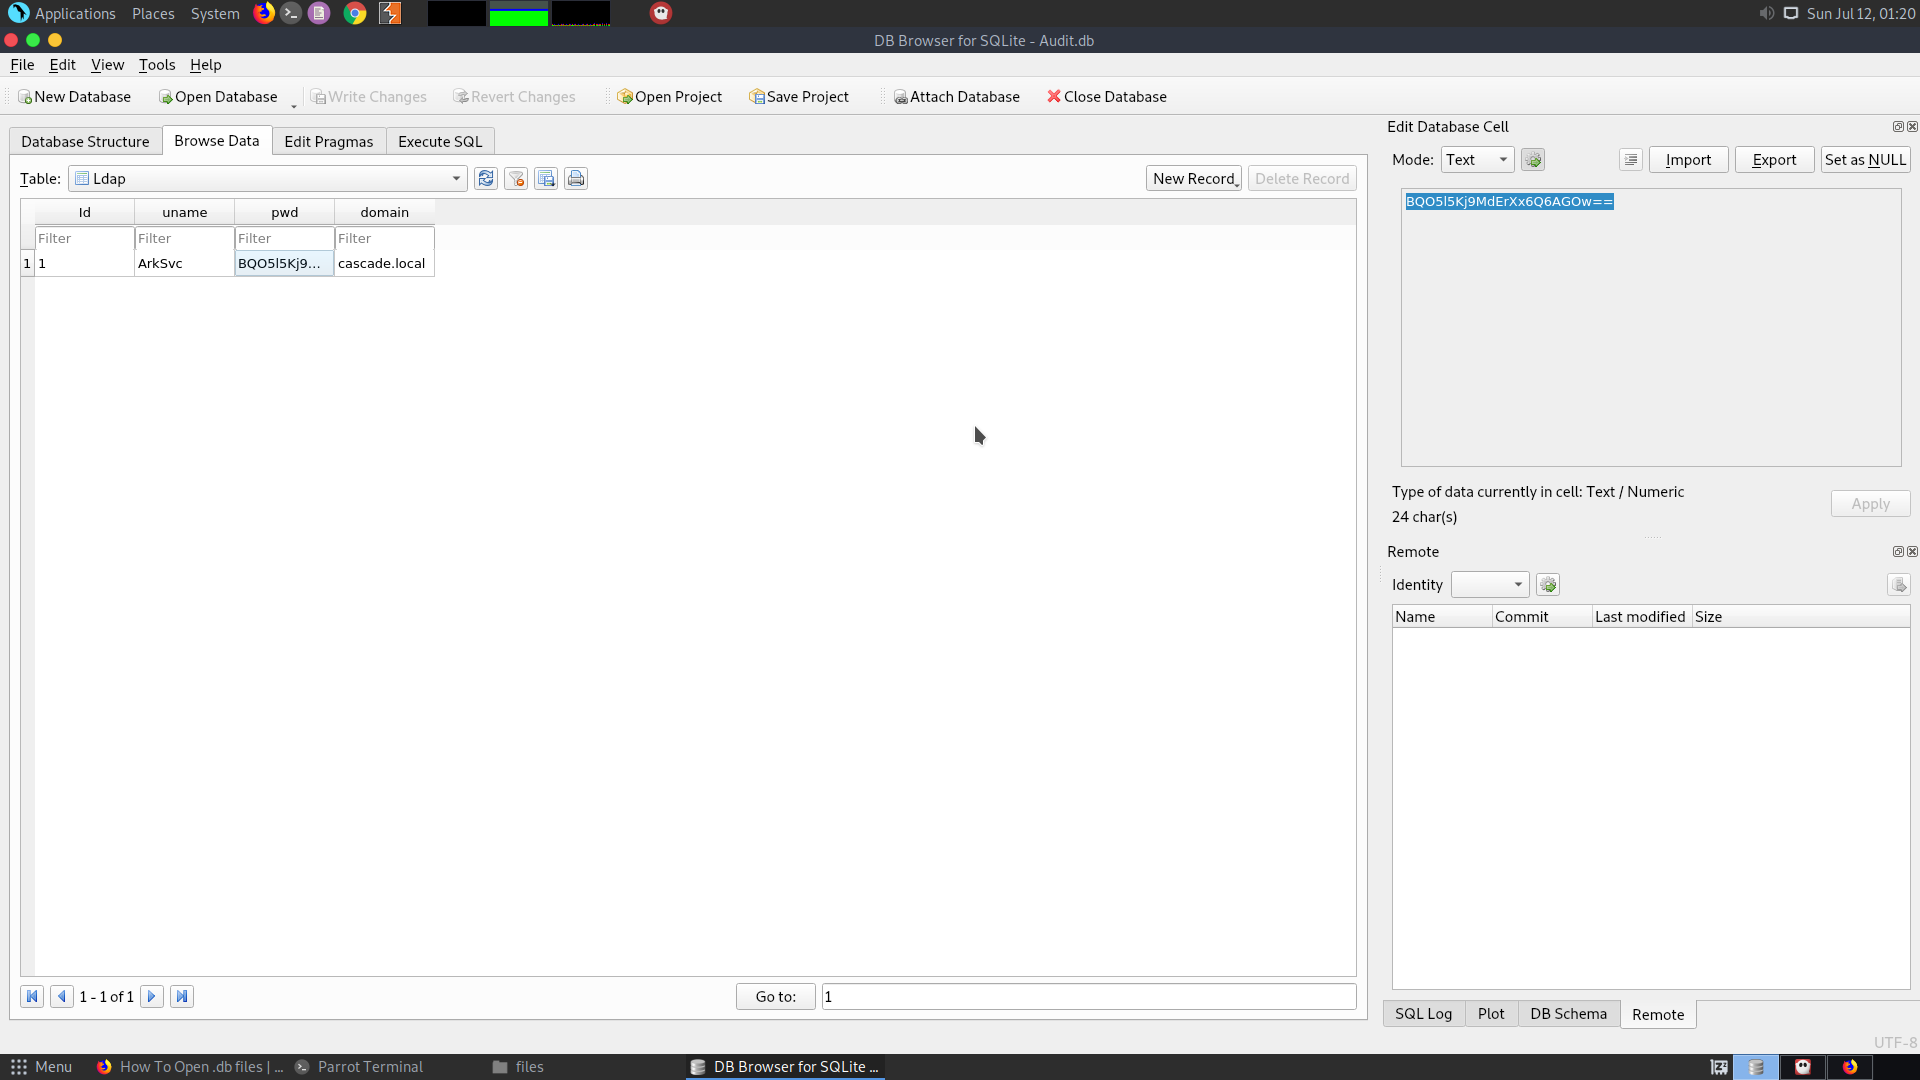 Applications Places System Sun Jul 12, 01:20
DB Browser for SQLite - Audit.db
File Edit View Tools Help
New Database Open Database Write Changes Revert Changes Open Project Save Project Attach Database Close Database
Database Structure Browse Data Edit Pragmas Execute SQL
Table: Ldap New Record Delete Record
Id uname pwd domain
Filter Filter Filter Filter
1 1 ArkSvc BQO5l5Kj9... cascade.local
1 - 1 of 1 Go to: 1
Edit Database Cell
Mode: Text Import Export Set as NULL
BQO5l5Kj9MdErXx6Q6AGOw==
Type of data currently in cell: Text / Numeric
24 char(s)
Apply
Remote
Identity
Name Commit Last modified Size
SQL Log Plot DB Schema Remote
UTF-8
Menu How To Open .db files | ... Parrot Terminal files DB Browser for SQLite ...